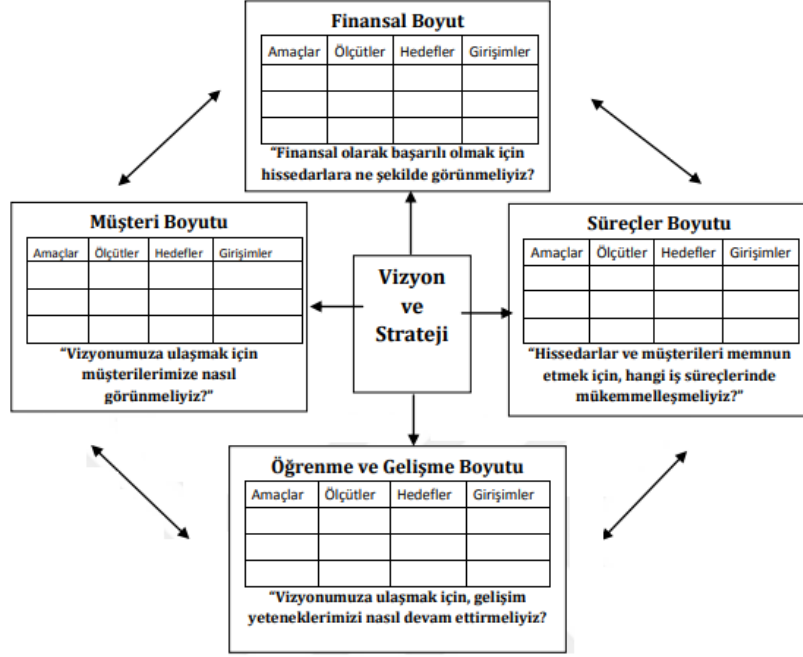 Finansal Boyut
Amaçlar Ölçütler Hedefler Girişimler
“Finansal olarak başarılı olmak için
hissedarlara ne şekilde görünmeliyiz?
Müşteri Boyutu
Amaçlar Ölçütler Hedefler Girişimler
“Vizyonumuza ulaşmak için
müşterilerimize nasıl
görünmeliyiz?”
Vizyon
ve
Strateji
Süreçler Boyutu
Amaçlar Ölçütler Hedefler Girişimler
“Hissedarlar ve müşterileri memnun
etmek için, hangi iş süreçlerinde
mükemmelleşmeliyiz?”
Öğrenme ve Gelişme Boyutu
Amaçlar Ölçütler Hedefler Girişimler
“Vizyonumuza ulaşmak için, gelişim
yeteneklerimizi nasıl devam ettirmeliyiz?